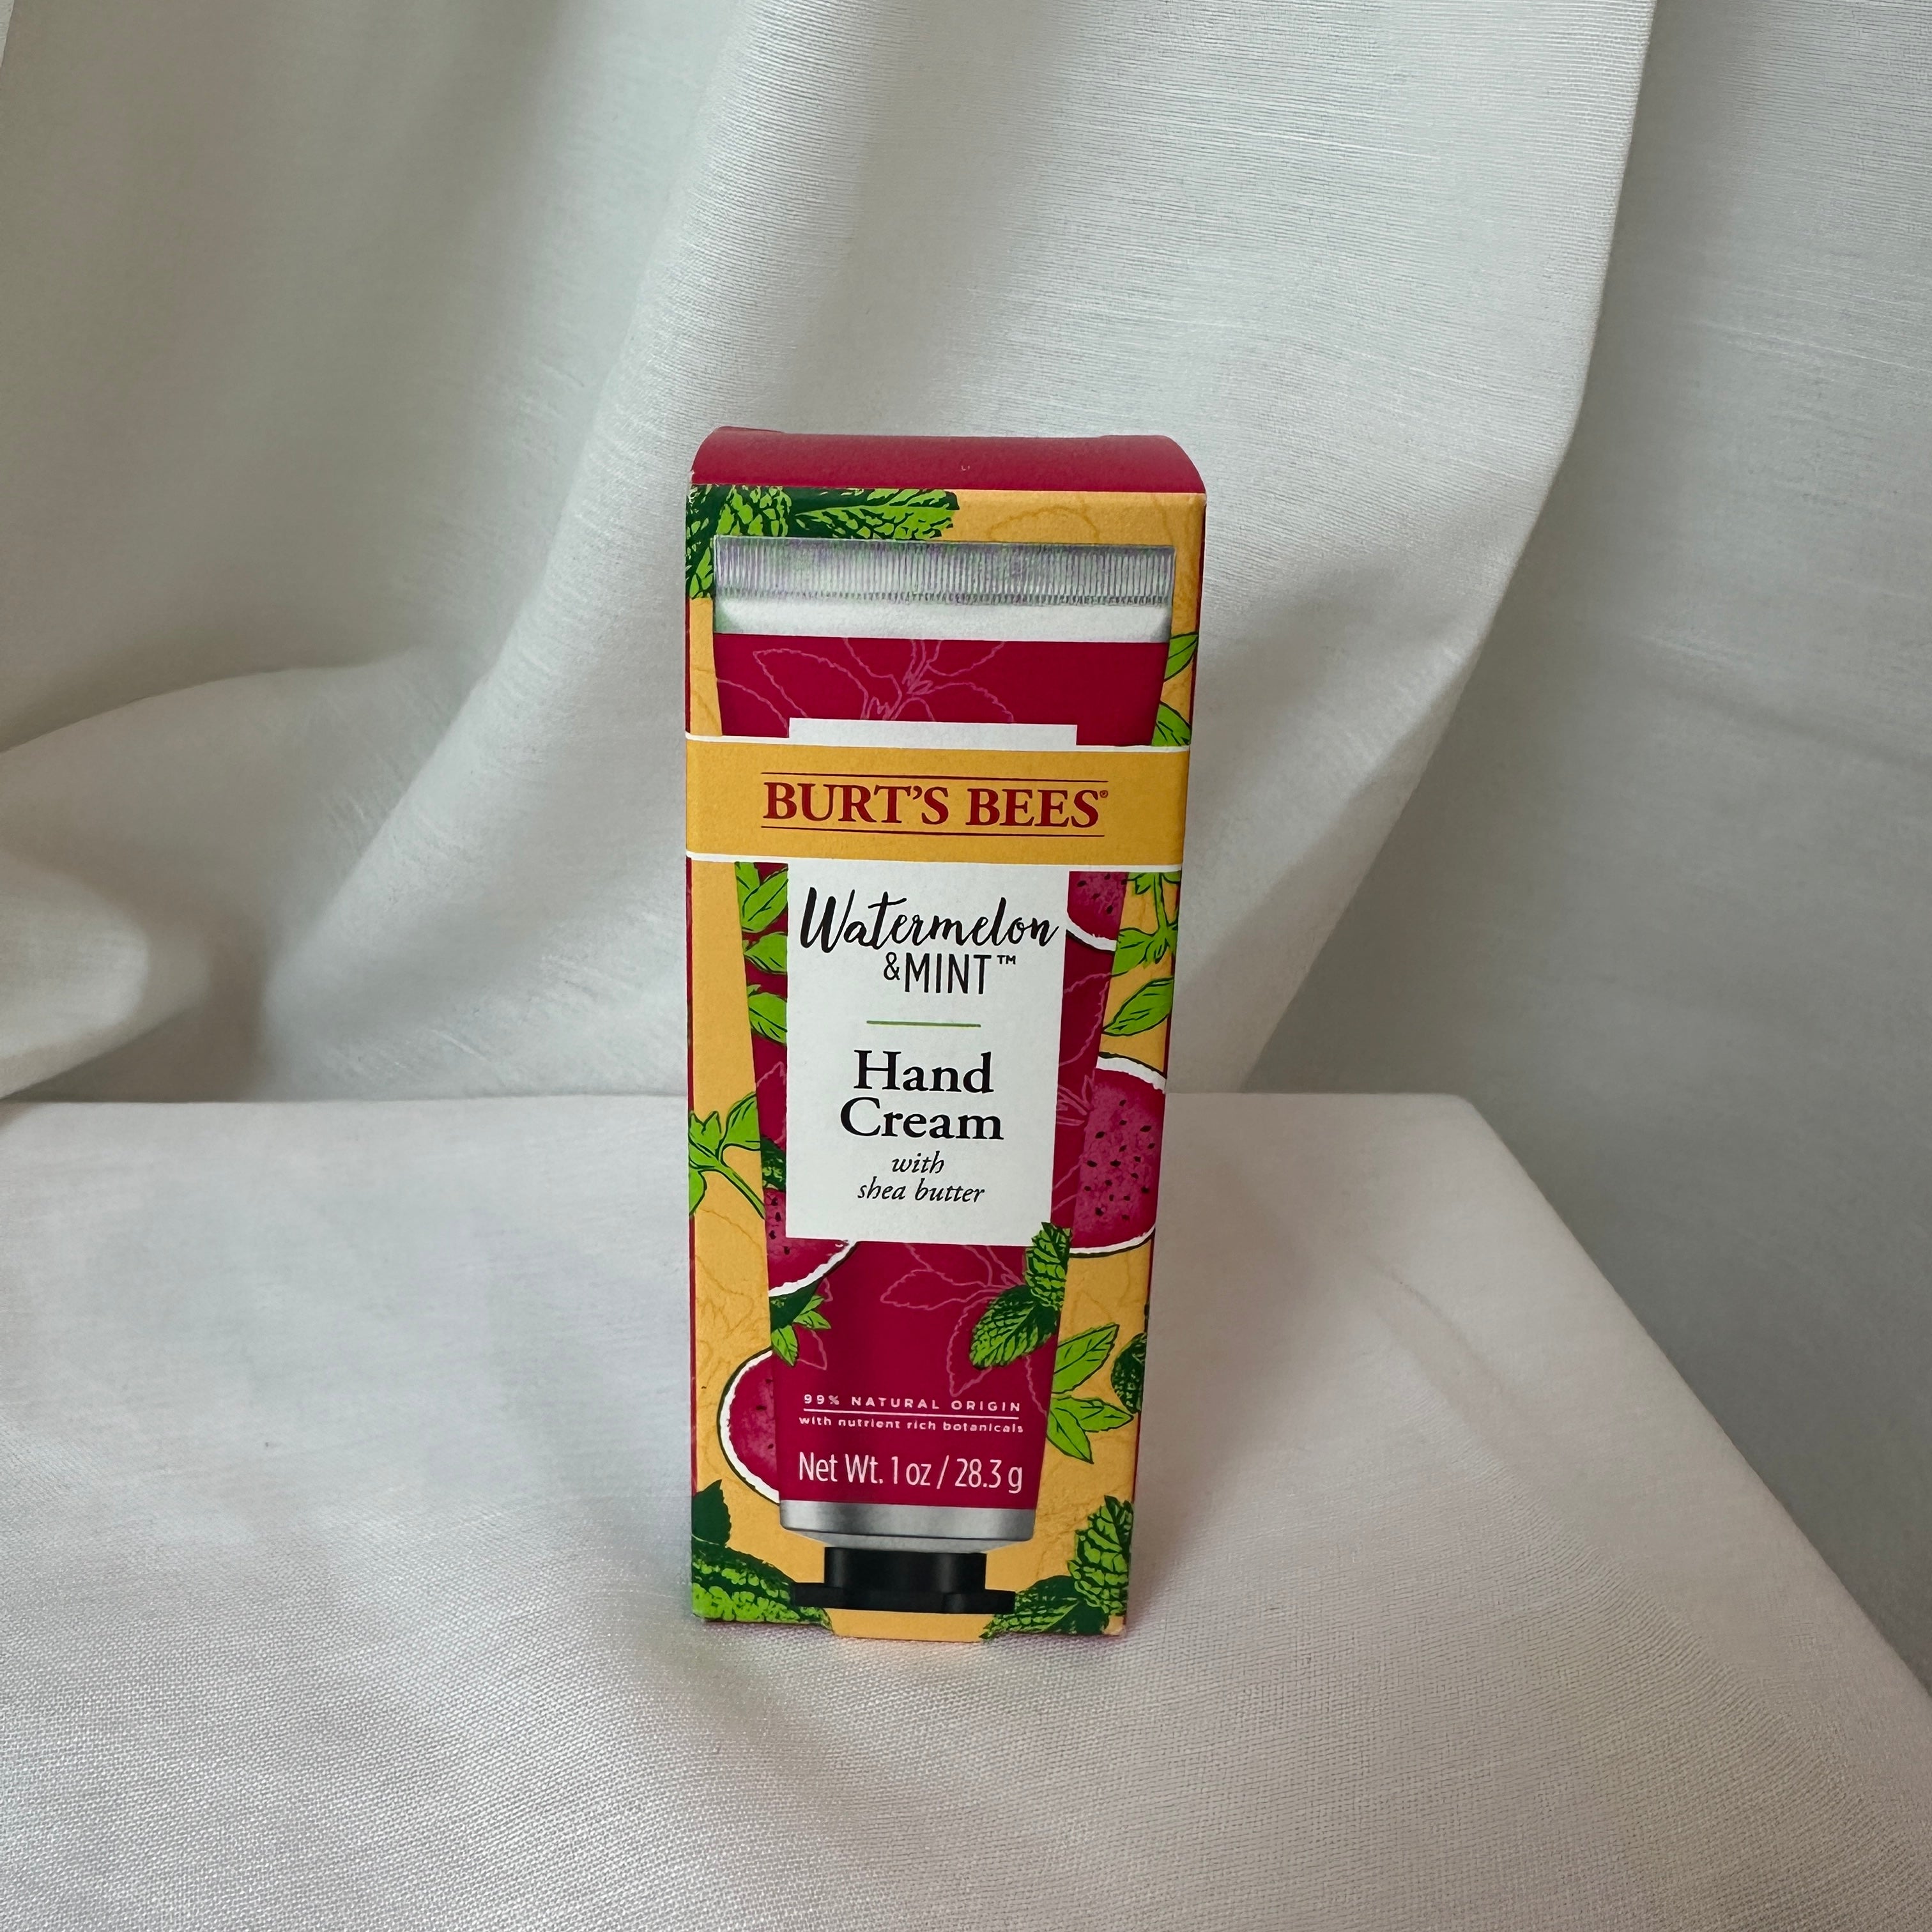 BURT'S BEES®
Watermelon
&MINT™
Hand
Cream
with
shea butter
99% NATURAL ORIGIN
with nutrient rich botanicals
Net Wt. 1 oz / 28.3 g